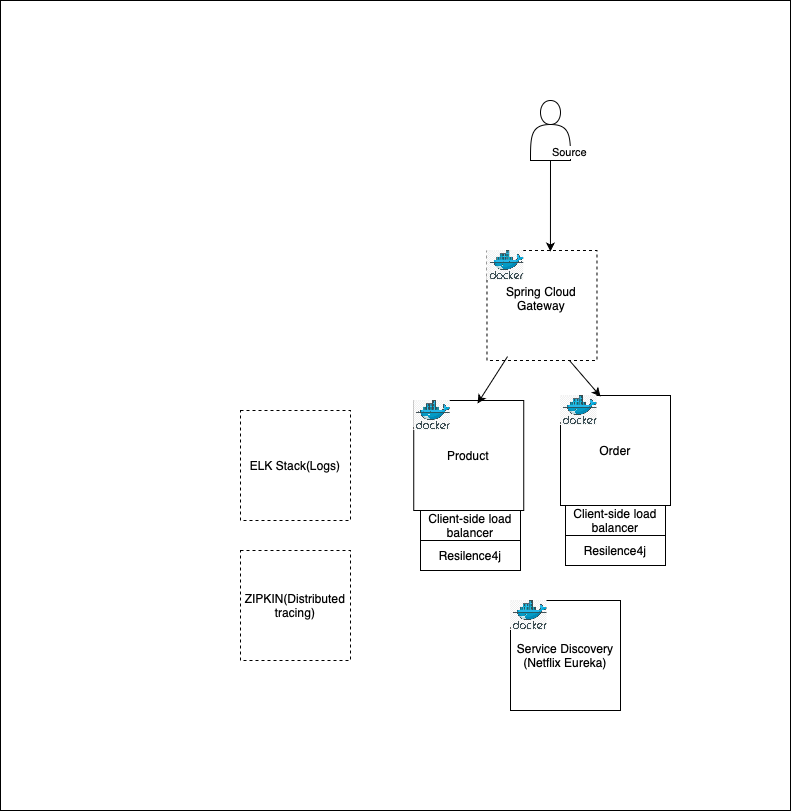 Source
docker
Spring Cloud
Gateway
docker
Product
docker
Order
ELK Stack(Logs)
Client-side load
balancer
Resilence4j
Client-side load
balancer
Resilence4j
ZIPKIN(Distributed
tracing)
docker
Service Discovery
(Netflix Eureka)